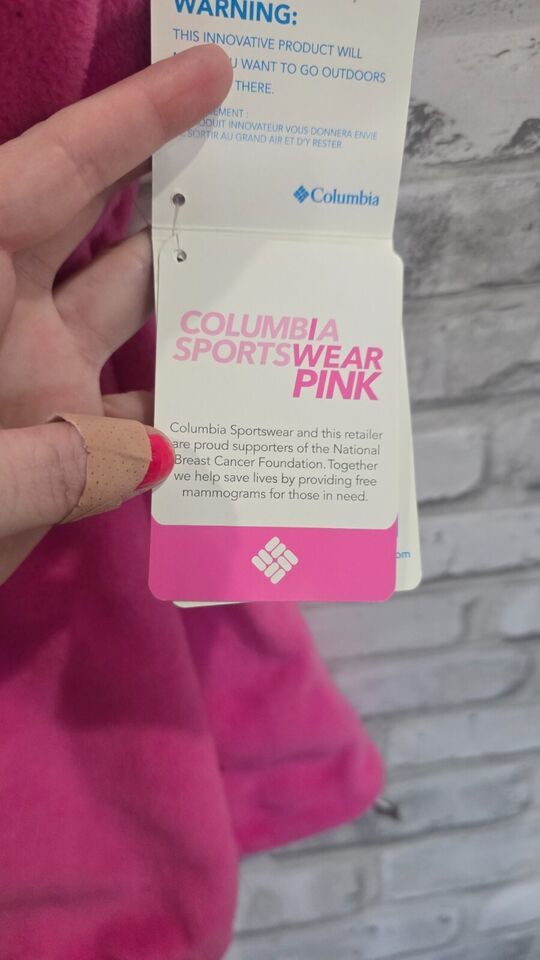 WARNING:
THIS INNOVATIVE PRODUCT WILL
U WANT TO GO OUTDOORS
THERE.
EMENT :
ODUIT INNOVATEUR VOUS DONNERA ENVIE
SORTIR AU GRAND AIR ET D'Y RESTER.
Columbia
COLUMBIA
SPORTSWEAR
PINK
Columbia Sportswear and this retailer
are proud supporters of the National
Breast Cancer Foundation. Together
we help save lives by providing free
mammograms for those in need.
om